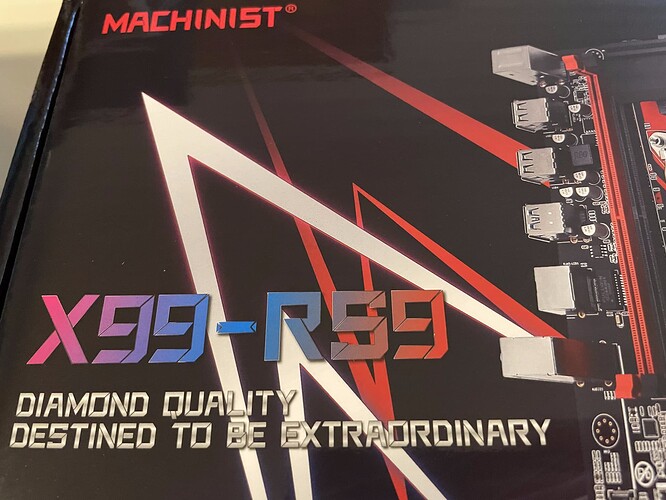 MACHINIST®
X99-RS9
DIAMOND QUALITY
DESTINED TO BE EXTRAORDINARY